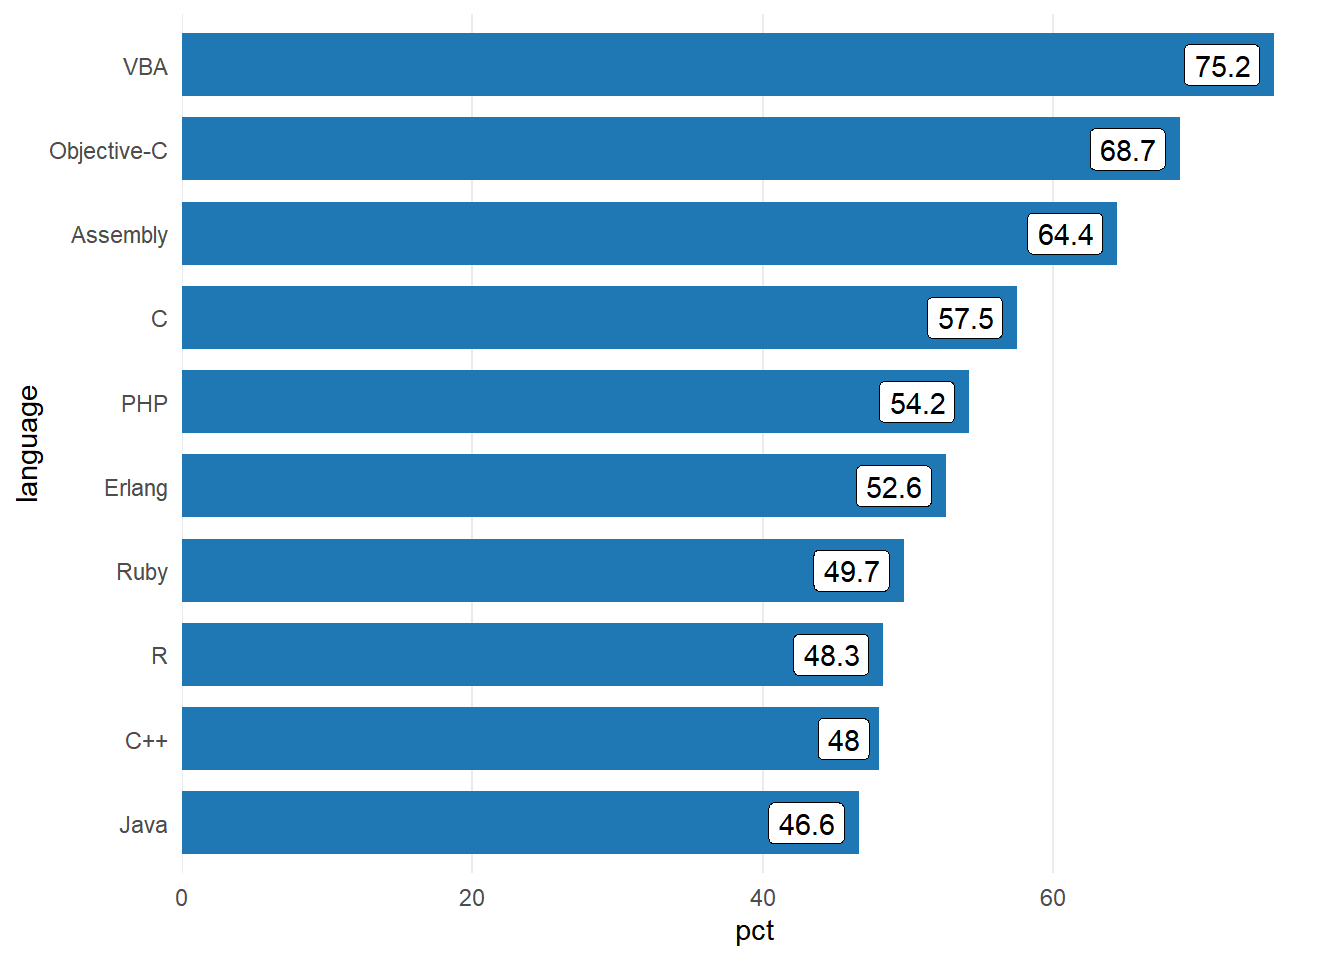 VBA 75.2
Objective-C 68.7
Assembly 64.4
C 57.5
PHP 54.2
language
Erlang 52.6
Ruby 49.7
R 48.3
C++ 48
Java 46.6
0 20 40 60
pct